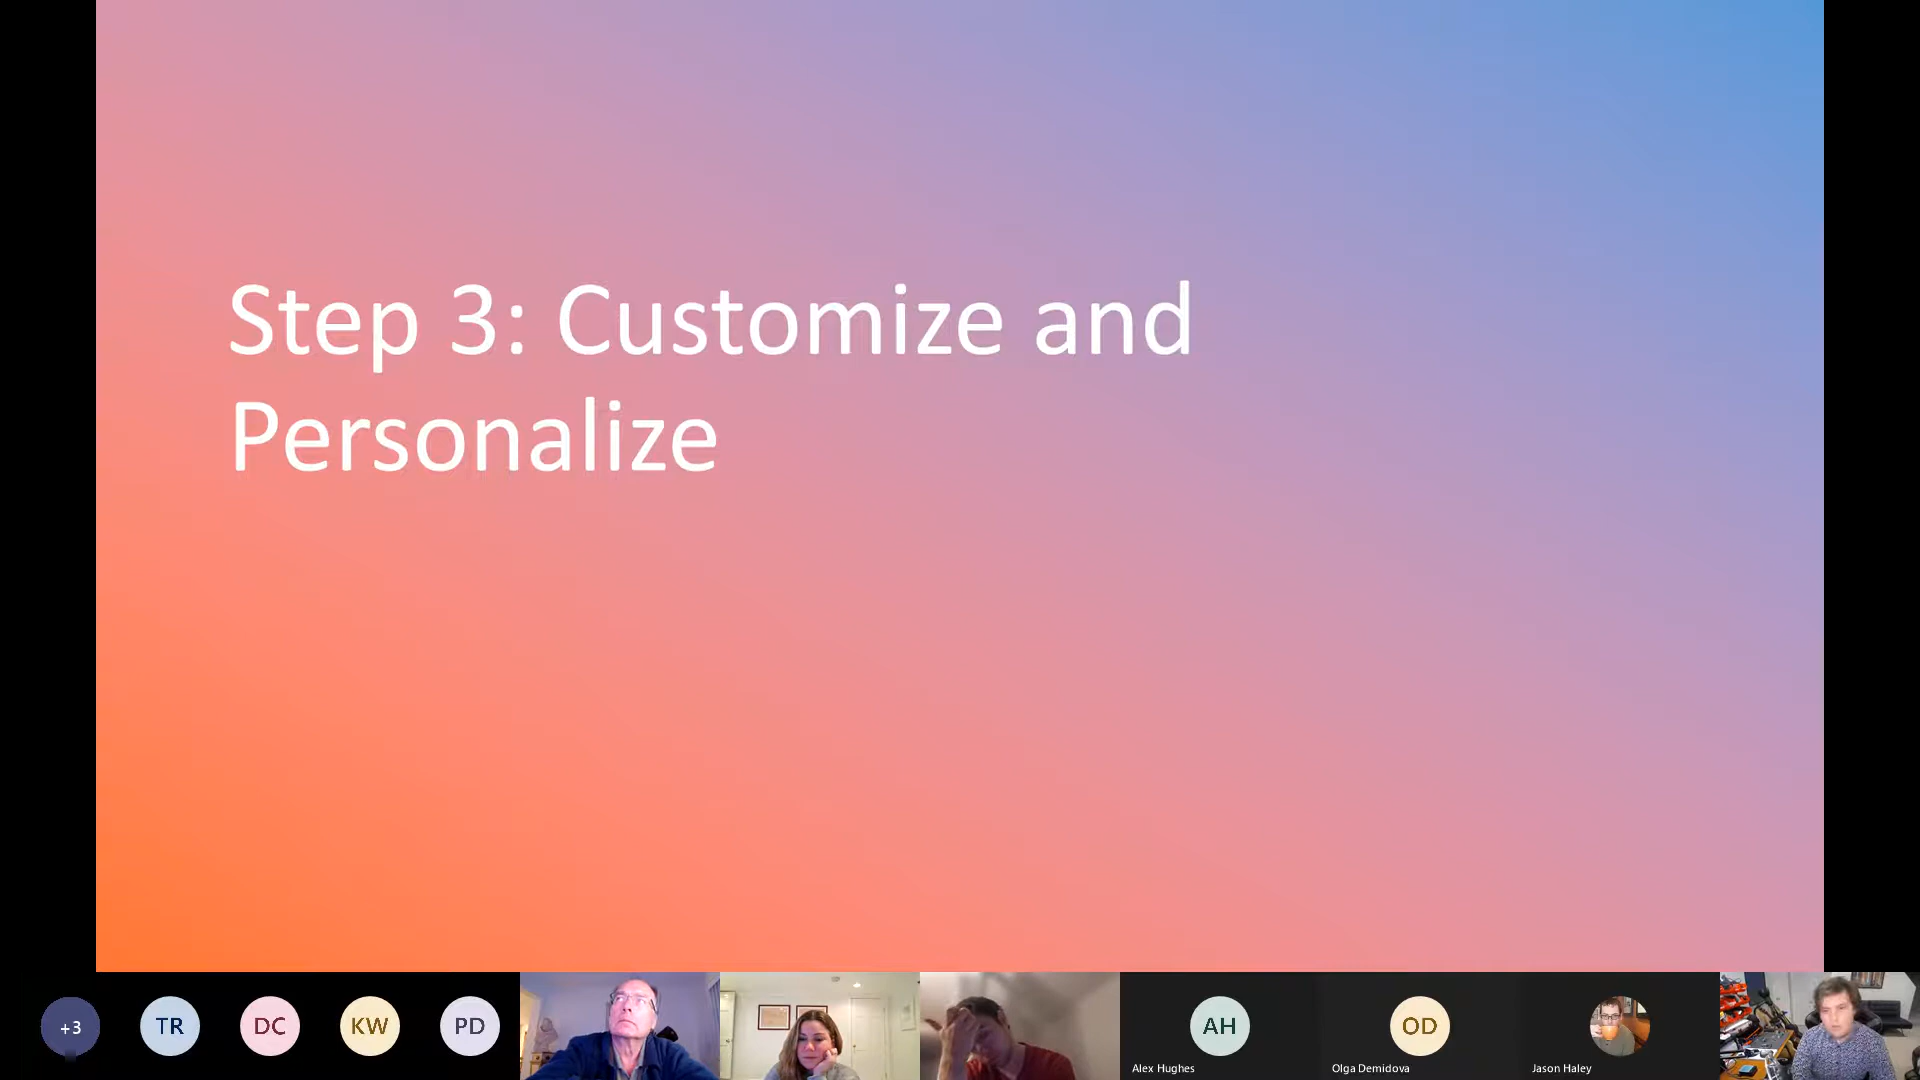 Step 3: Customize and
Personalize
+3
TR
DC
KW
PD
AH
OD
Alex Hughes
Olga Demidova
Jason Haley